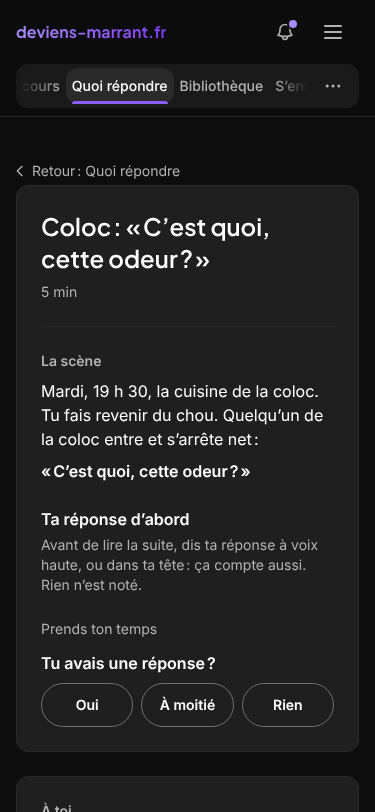 deviens-marrant.fr
cours Quoi répondre Bibliothèque S'en
Retour : Quoi répondre
Coloc : « C’est quoi,
cette odeur ? »
5 min
La scène
Mardi, 19 h 30, la cuisine de la coloc.
Tu fais revenir du chou. Quelqu’un de
la coloc entre et s’arrête net :
« C’est quoi, cette odeur ? »
Ta réponse d’abord
Avant de lire la suite, dis ta réponse à voix
haute, ou dans ta tête : ça compte aussi.
Rien n’est noté.
Prends ton temps
Tu avais une réponse ?
Oui À moitié Rien
À toi